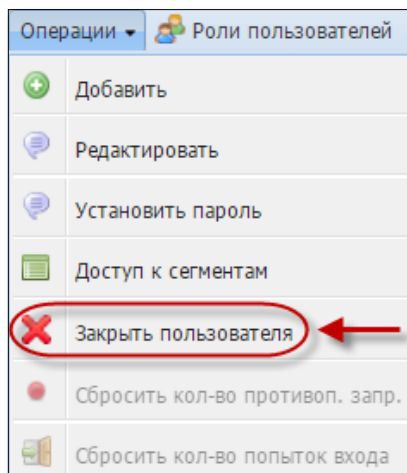 Операции Роли пользователей
Добавить
Редактировать
Установить пароль
Доступ к сегментам
Закрыть пользователя
Сбросить кол-во противоп. запр.
Сбросить кол-во попыток входа